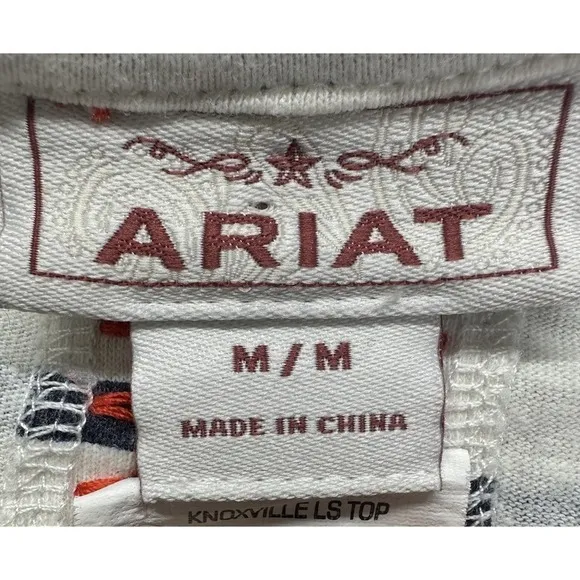 ARIAT
M / M
MADE IN CHINA
KNOXVILLE LS TOP